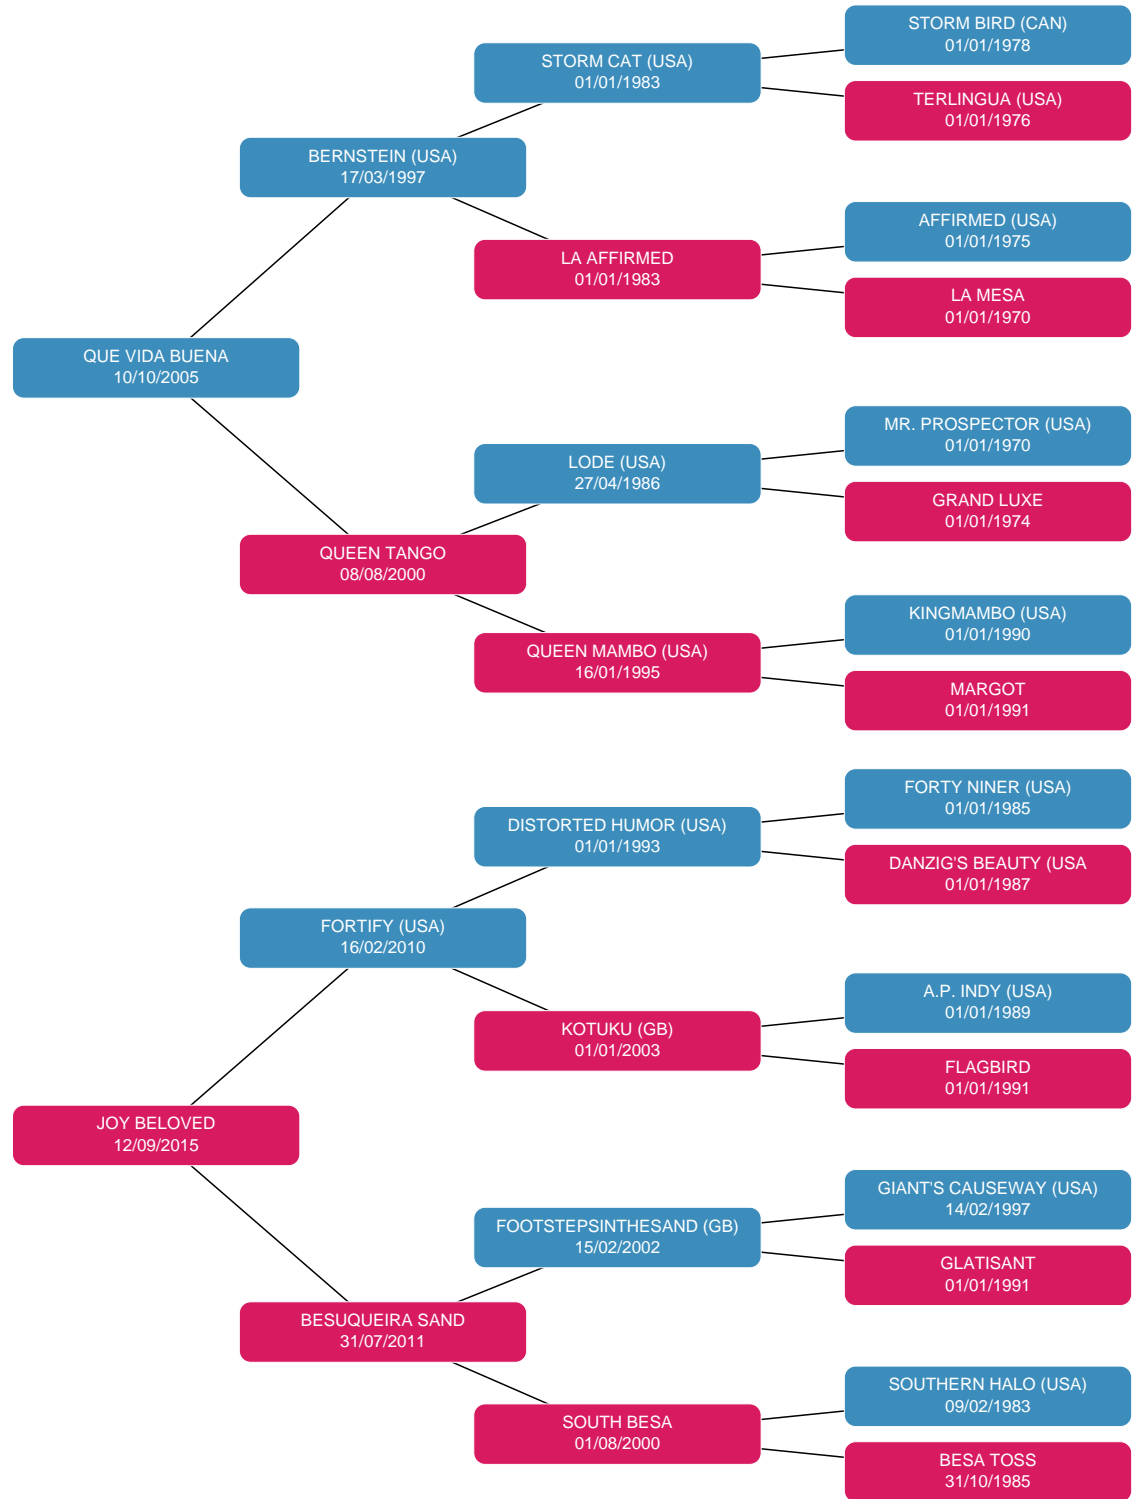 STORM BIRD (CAN)
01/01/1978
STORM CAT (USA)
01/01/1983
TERLINGUA (USA)
01/01/1976
BERNSTEIN (USA)
17/03/1997
AFFIRMED (USA)
01/01/1975
LA AFFIRMED
01/01/1983
LA MESA
01/01/1970
QUE VIDA BUENA
10/10/2005
MR. PROSPECTOR (USA)
01/01/1970
LODE (USA)
27/04/1986
GRAND LUXE
01/01/1974
QUEEN TANGO
08/08/2000
KINGMAMBO (USA)
01/01/1990
QUEEN MAMBO (USA)
16/01/1995
MARGOT
01/01/1991
FORTY NINER (USA)
01/01/1985
DISTORTED HUMOR (USA)
01/01/1993
DANZIG'S BEAUTY (USA
01/01/1987
FORTIFY (USA)
16/02/2010
A.P. INDY (USA)
01/01/1989
KOTUKU (GB)
01/01/2003
FLAGBIRD
01/01/1991
JOY BELOVED
12/09/2015
GIANT'S CAUSEWAY (USA)
14/02/1997
FOOTSTEPSINTHESAND (GB)
15/02/2002
GLATISANT
01/01/1991
BESUQUEIRA SAND
31/07/2011
SOUTHERN HALO (USA)
09/02/1983
SOUTH BESA
01/08/2000
BESA TOSS
31/10/1985